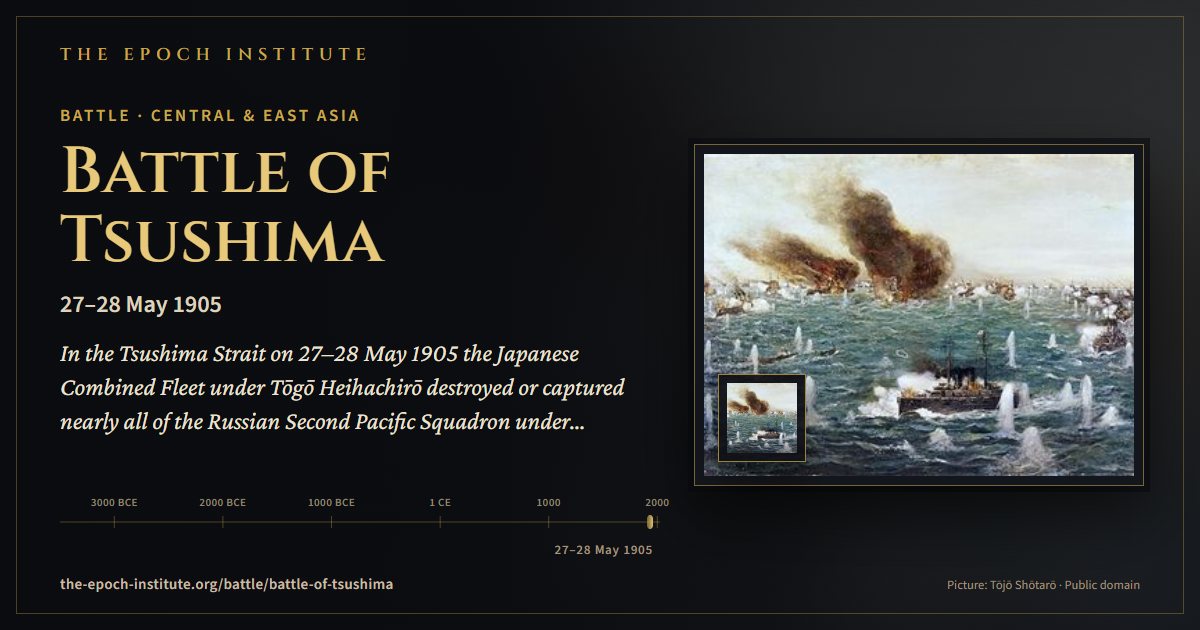 THE EPOCH INSTITUTE
BATTLE · CENTRAL & EAST ASIA
BATTLE OF
TSUSHIMA
27–28 May 1905
In the Tsushima Strait on 27–28 May 1905 the Japanese
Combined Fleet under Tōgō Heihachirō destroyed or captured
nearly all of the Russian Second Pacific Squadron under...
3000 BCE 2000 BCE 1000 BCE 1 CE 1000 2000
27–28 May 1905
the-epoch-institute.org/battle/battle-of-tsushima
Picture: Tōjō Shōtarō · Public domain